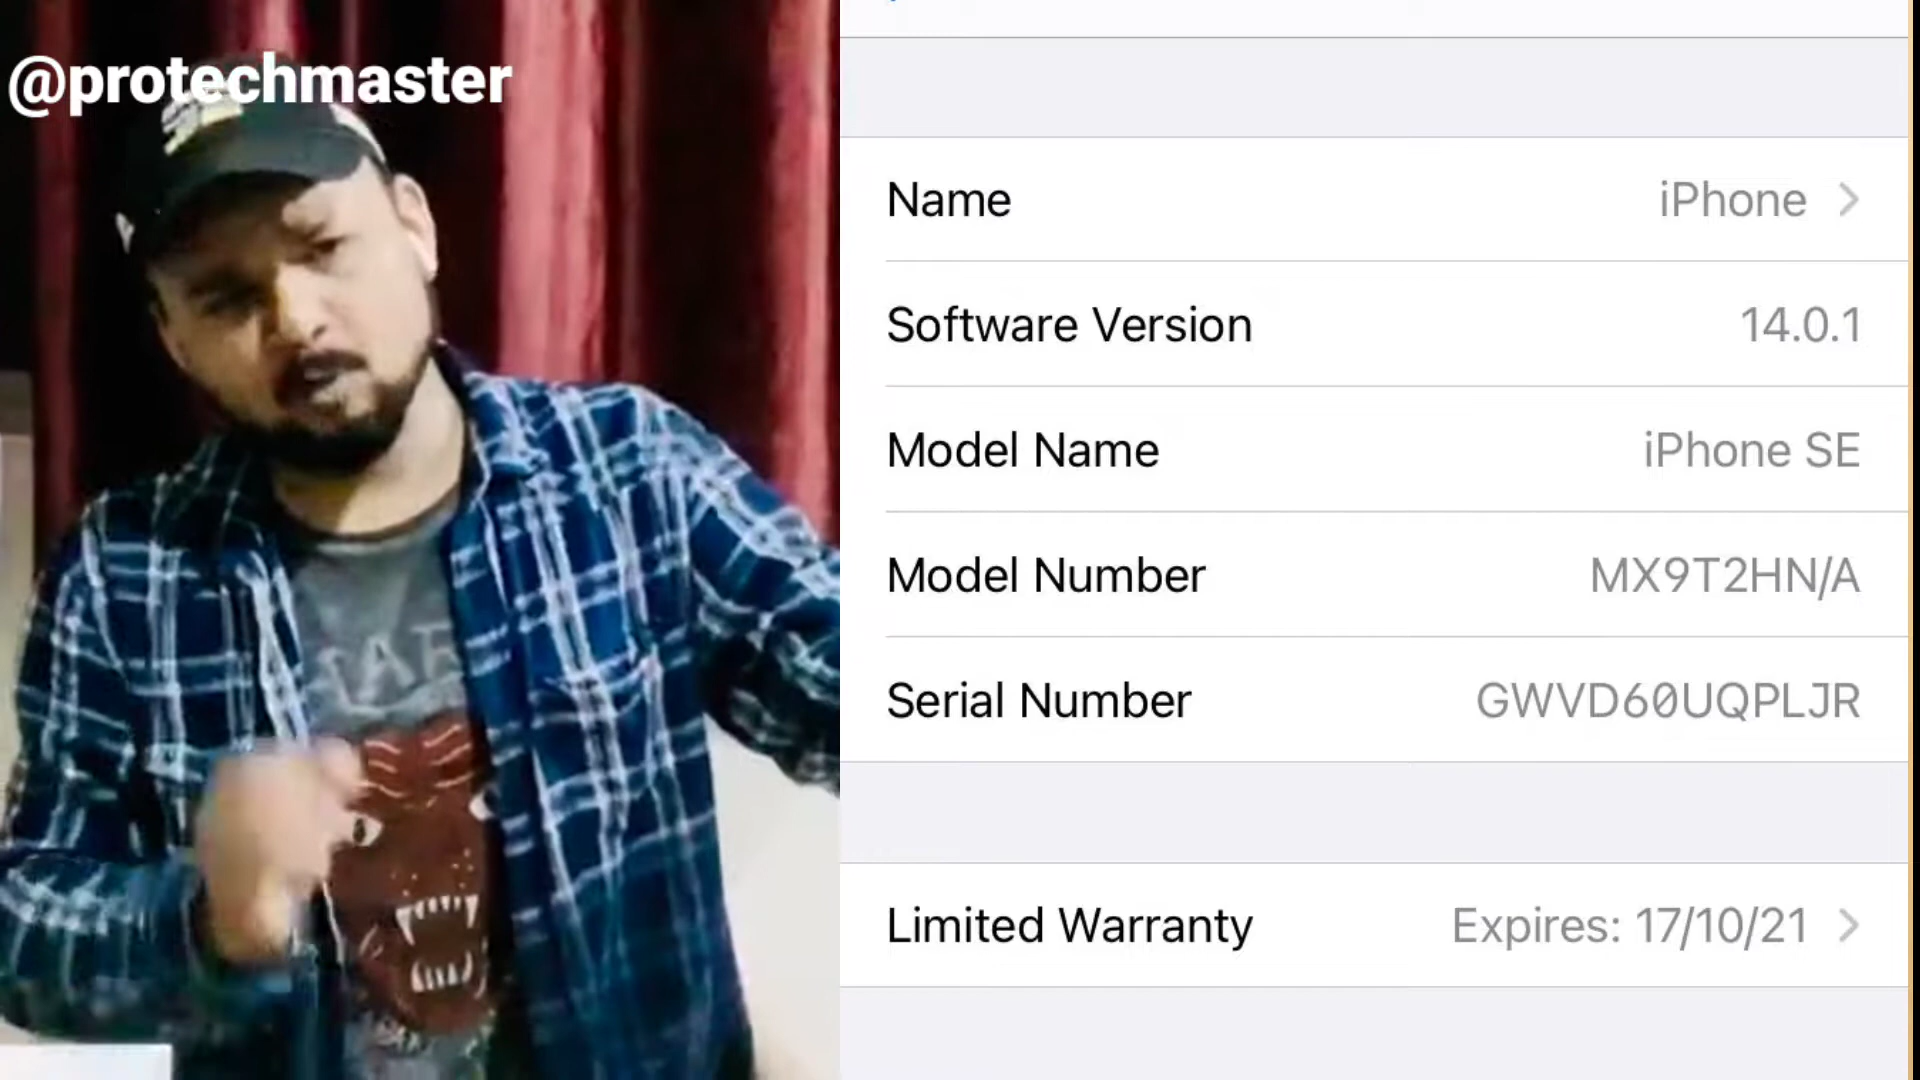 @protechmaster
Name iPhone
Software Version 14.0.1
Model Name iPhone SE
Model Number MX9T2HN/A
Serial Number GWVD60UQPLJR
Limited Warranty Expires: 17/10/21